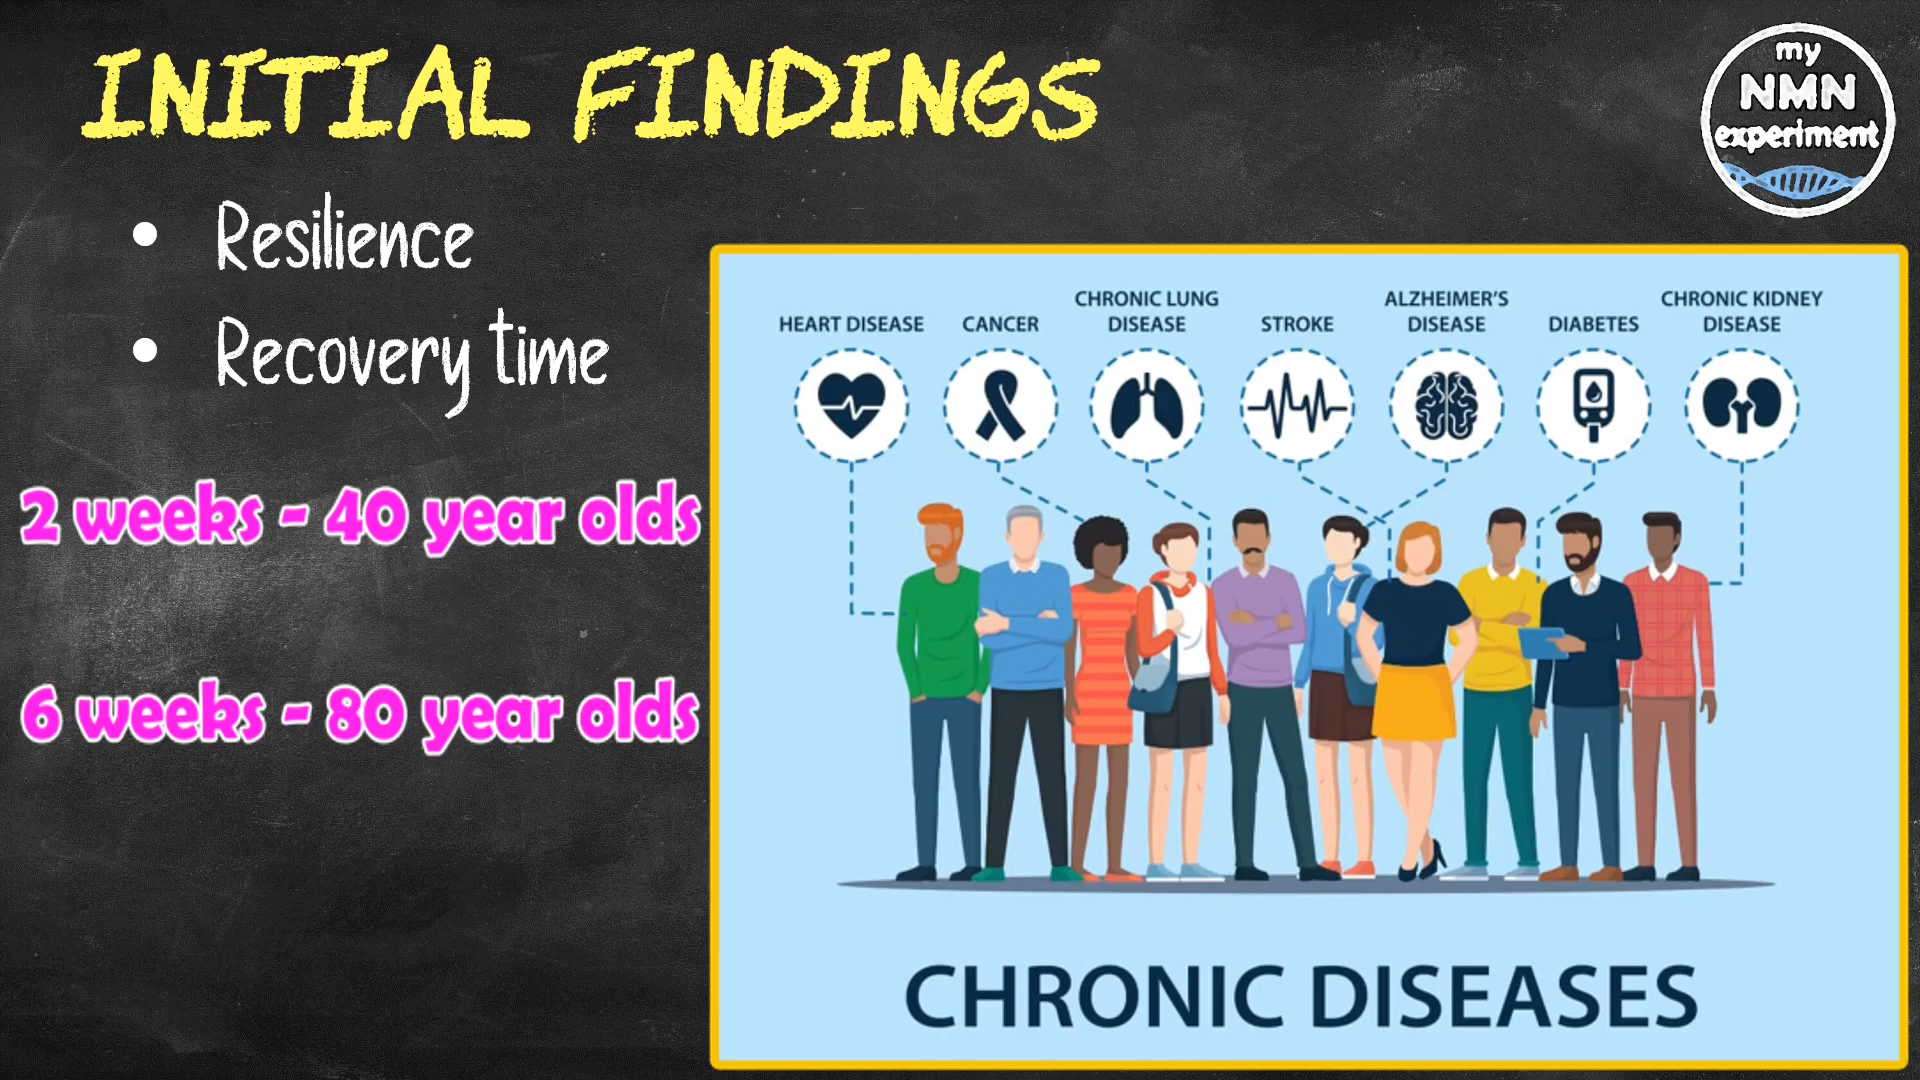 INITIAL FINDINGS
my
NMN
experiment
• Resilience
• Recovery time
2 weeks - 40 year olds
6 weeks - 80 year olds
HEART DISEASE
CANCER
CHRONIC LUNG
DISEASE
STROKE
ALZHEIMER'S
DISEASE
DIABETES
CHRONIC KIDNEY
DISEASE
CHRONIC DISEASES